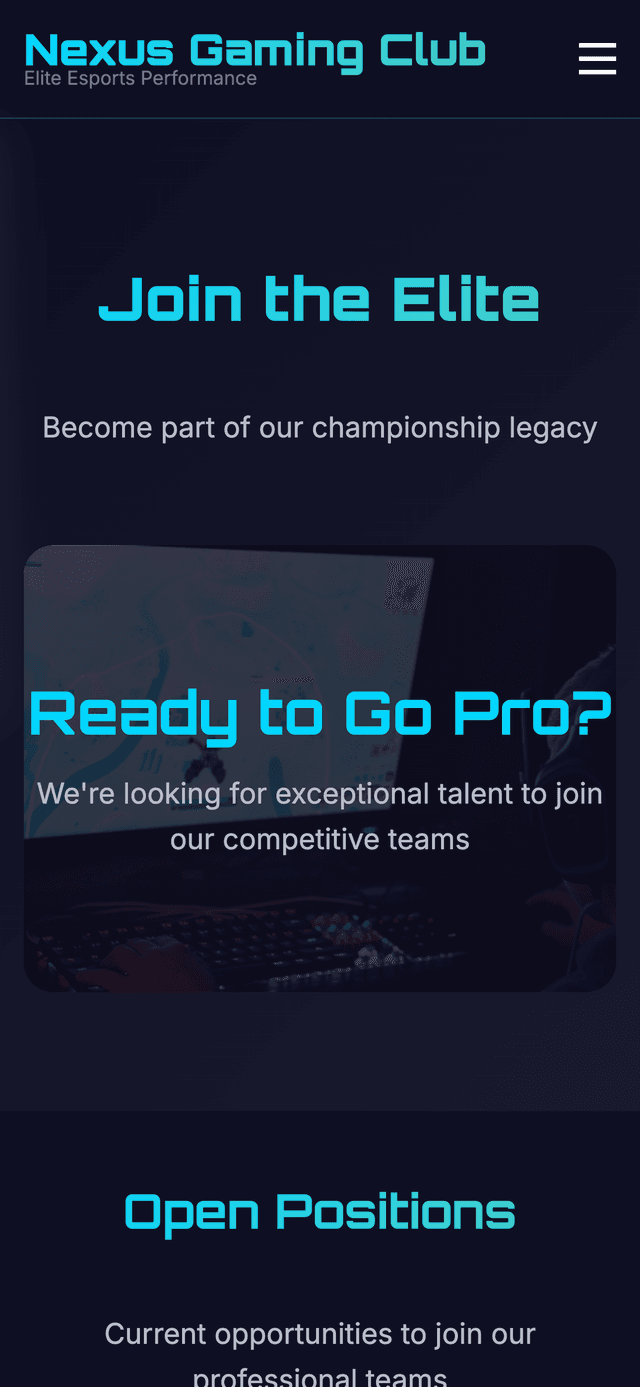 Nexus Gaming Club
Elite Esports Performance
Join the Elite
Become part of our championship legacy
Ready to Go Pro?
We're looking for exceptional talent to join
our competitive teams
Open Positions
Current opportunities to join our
professional teams